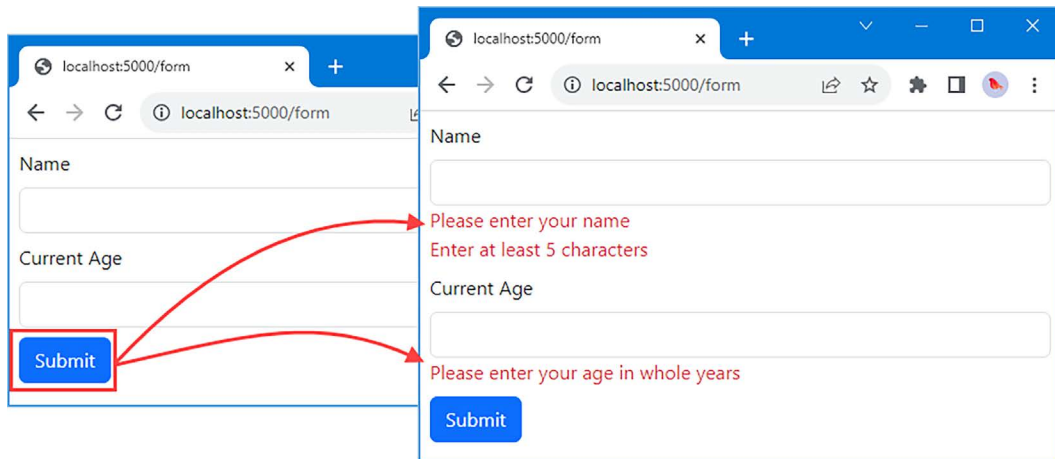 localhost:5000/form
localhost:5000/form
Name
Current Age
Submit
localhost:5000/form
localhost:5000/form
Name
Please enter your name
Enter at least 5 characters
Current Age
Please enter your age in whole years
Submit